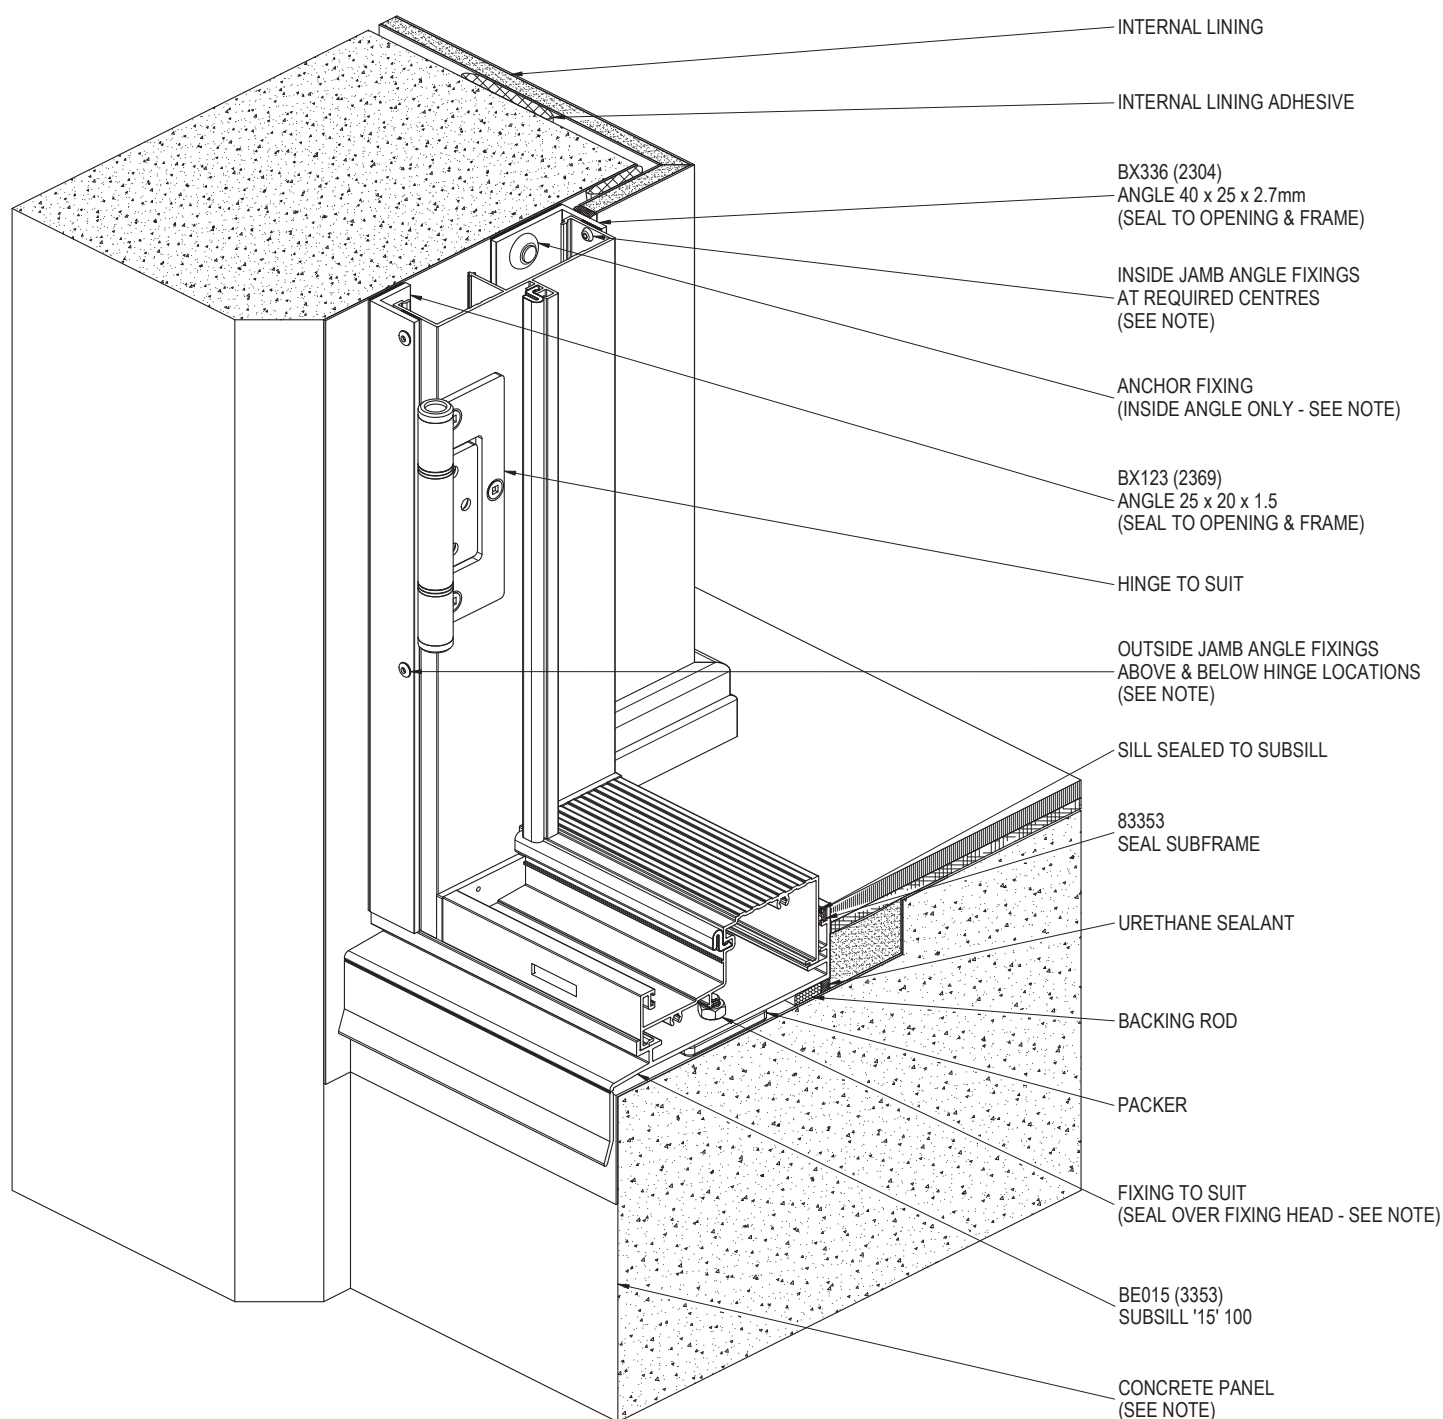 INTERNAL LINING
INTERNAL LINING ADHESIVE
BX336 (2304)
ANGLE 40 x 25 x 2.7mm
(SEAL TO OPENING & FRAME)
INSIDE JAMB ANGLE FIXINGS
AT REQUIRED CENTRES
(SEE NOTE)
ANCHOR FIXING
(INSIDE ANGLE ONLY - SEE NOTE)
BX123 (2369)
ANGLE 25 x 20 x 1.5
(SEAL TO OPENING & FRAME)
HINGE TO SUIT
OUTSIDE JAMB ANGLE FIXINGS
ABOVE & BELOW HINGE LOCATIONS
(SEE NOTE)
SILL SEALED TO SUBSILL
83353
SEAL SUBFRAME
URETHANE SEALANT
BACKING ROD
PACKER
FIXING TO SUIT
(SEAL OVER FIXING HEAD - SEE NOTE)
BE015 (3353)
SUBSILL '15' 100
CONCRETE PANEL
(SEE NOTE)